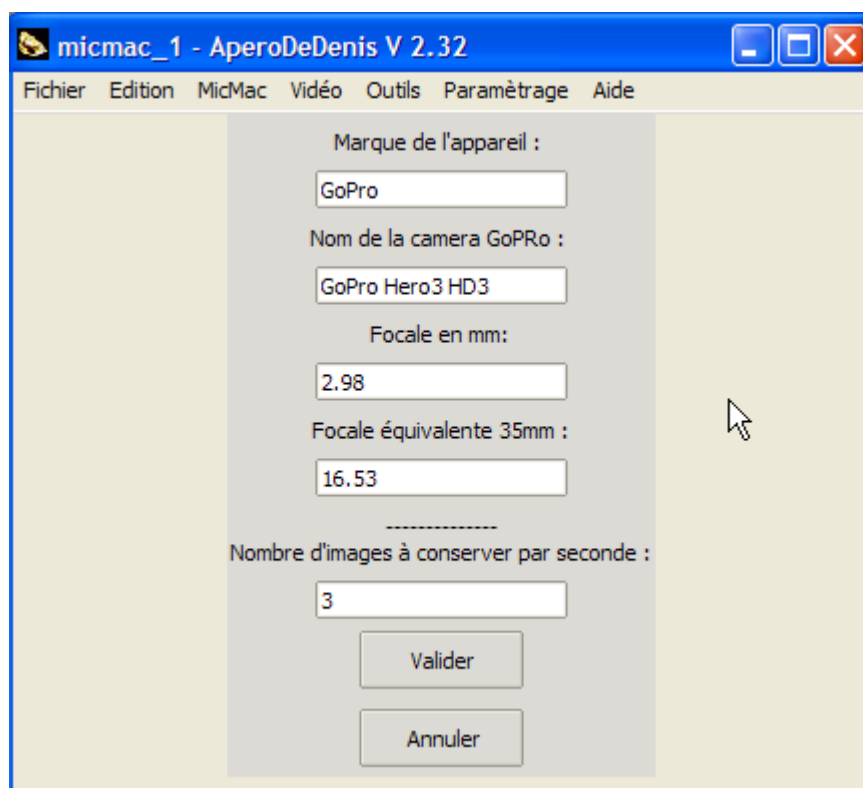 micmac_1 - AperoDeDenis V 2.32
Fichier Edition MicMac Vidéo Outils Paramètrage Aide
Marque de l'appareil :
GoPro
Nom de la camera GoPRo :
GoPro Hero3 HD3
Focale en mm:
2.98
Focale équivalente 35mm :
16.53
--------------
Nombre d'images à conserver par seconde :
3
Valider
Annuler